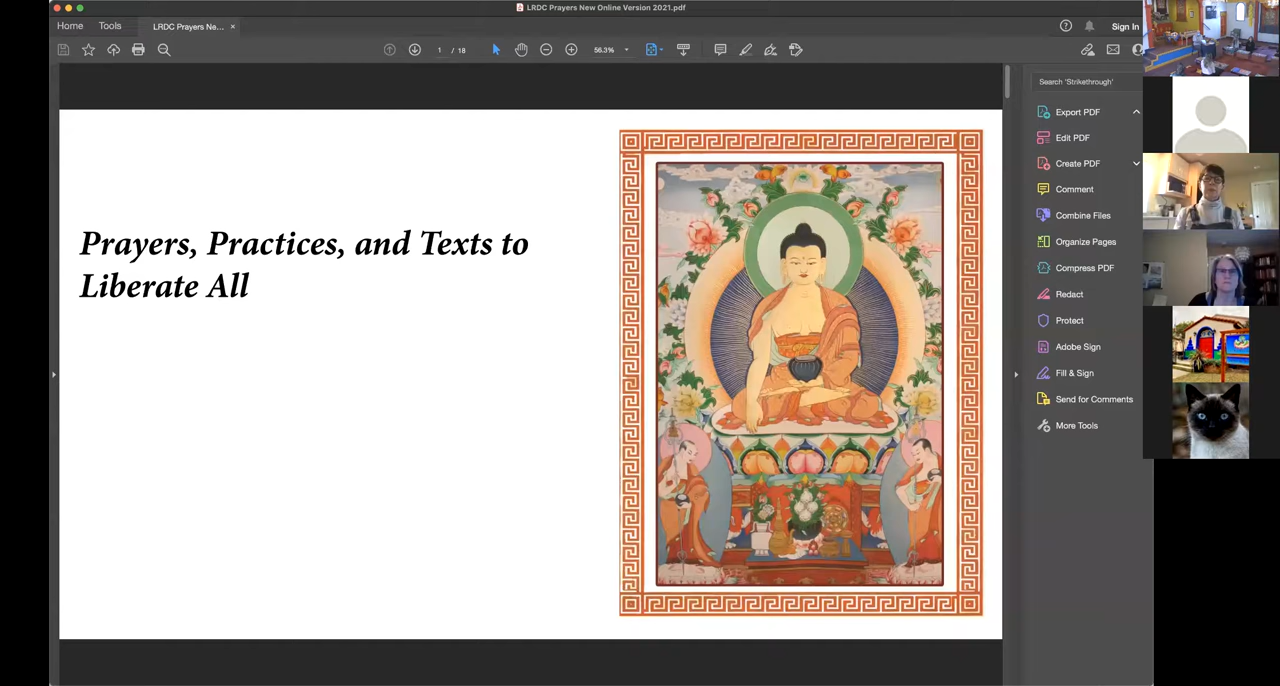 LRDC Prayers New Online Version 2021.pdf
Home
Tools
LRDC Prayers Ne...
Sign In
1 / 18
56.3%
Prayers, Practices, and Texts to
Liberate All
Search 'Strikethrough'
Export PDF
Edit PDF
Create PDF
Comment
Combine Files
Organize Pages
Compress PDF
Redact
Protect
Adobe Sign
Fill & Sign
Send for Comments
More Tools